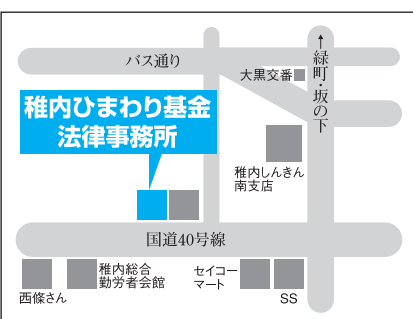 バス通り
大黒交番
↑緑町・坂の下
稚内ひまわり基金
法律事務所
稚内しんきん
南支店
国道40号線
西條さん
稚内総合
勤労者会館
セイコー
マート
SS